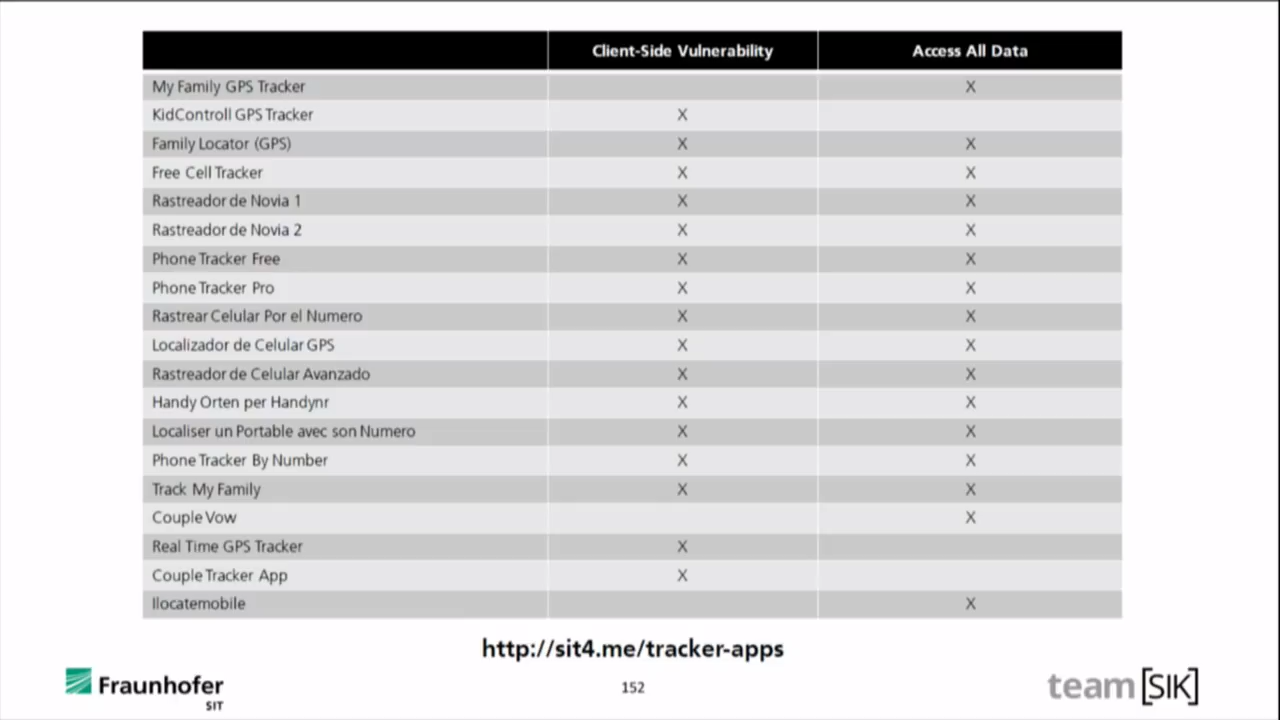 Client-Side Vulnerability Access All Data
My Family GPS Tracker X
KidControll GPS Tracker X
Family Locator (GPS) X X
Free Cell Tracker X X
Rastreador de Novia 1 X X
Rastreador de Novia 2 X X
Phone Tracker Free X X
Phone Tracker Pro X X
Rastrear Celular Por el Numero X X
Localizador de Celular GPS X X
Rastreador de Celular Avanzado X X
Handy Orten per Handynr X X
Localiser un Portable avec son Numero X X
Phone Tracker By Number X X
Track My Family X X
Couple Vow X
Real Time GPS Tracker X
Couple Tracker App X
Ilocatemobile X
http://sit4.me/tracker-apps
Fraunhofer
SIT
152
team[SIK]